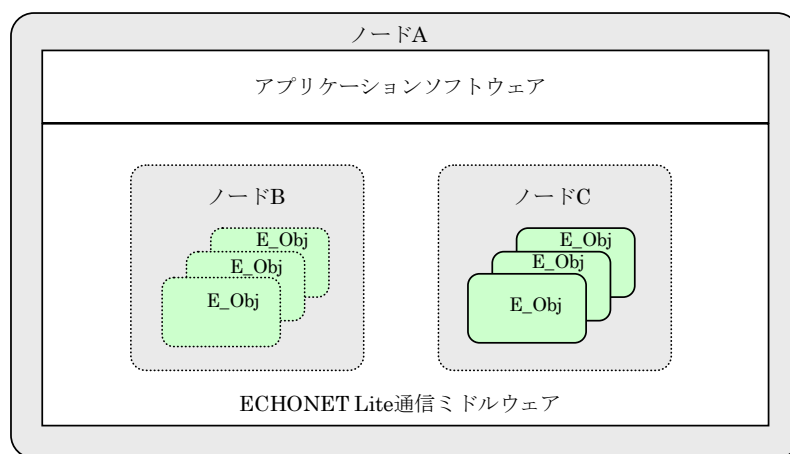 ノードA
アプリケーションソフトウェア
ノードB
E_Obj
E_Obj
E_Obj
ノードC
E_Obj
E_Obj
E_Obj
ECHONET Lite通信ミドルウェア